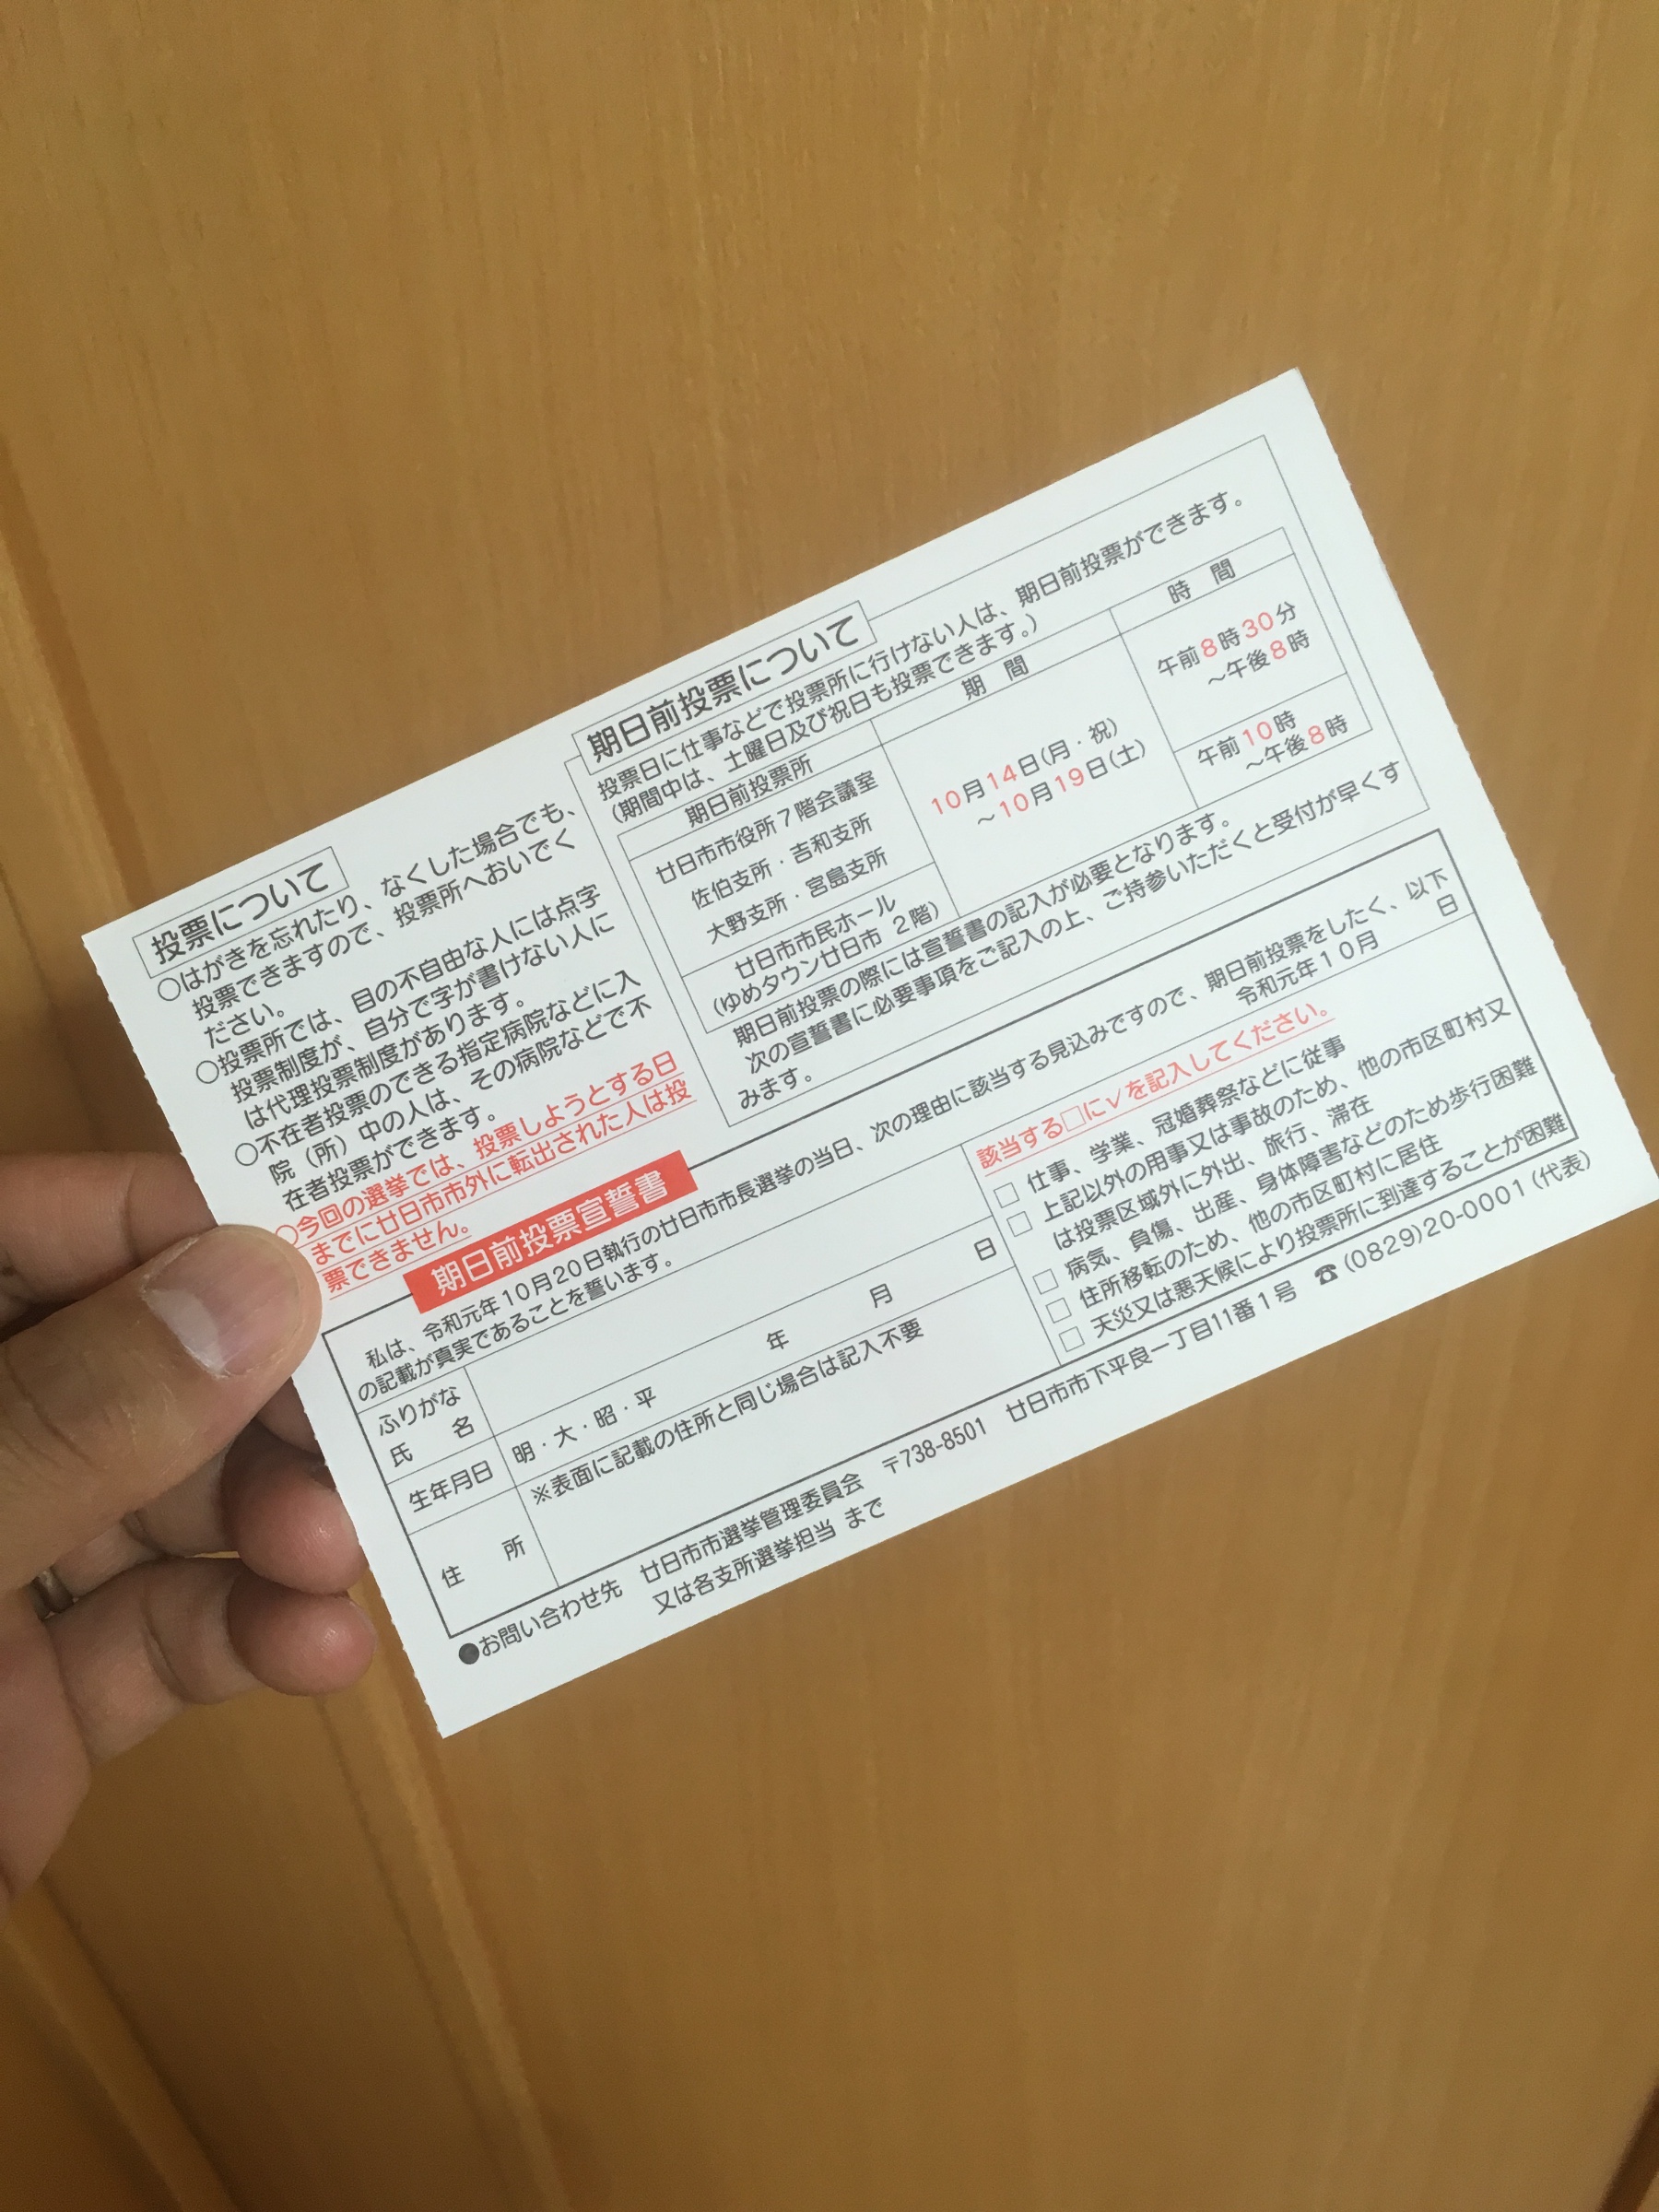 投票について
○はがきを忘れたり、なくした場合でも、
投票できますので、投票所へおいでく
ださい。
○投票所では、目の不自由な人には点字
投票制度が、自分で字が書けない人に
は代理投票制度があります。
○不在者投票のできる指定病院などに入
院（所）中の人は、その病院などで不
在者投票ができます。
○今回の選挙では、投票しようとする日
までに廿日市市外に転出された人は投
票できません。
期日前投票について
投票日に仕事などで投票所に行けない人は、期日前投票ができます。
（期間中は、土曜日及び祝日も投票できます。）
期日前投票所 期 間 時 間
廿日市市役所７階会議室
佐伯支所・吉和支所
大野支所・宮島支所
10月14日(月・祝)
～10月19日(土)
午前8時30分
～午後8時
廿日市市民ホール
（ゆめタウン廿日市 ２階）
午前10時
～午後8時
期日前投票の際には宣誓書の記入が必要となります。
次の宣誓書に必要事項をご記入の上、ご持参いただくと受付が早くす
みます。
期日前投票宣誓書
私は、令和元年１０月２０日執行の廿日市市長選挙の当日、次の理由に該当する見込みですので、期日前投票をしたく、以下
の記載が真実であることを誓います。 令和元年１０月 日
ふりがな
氏 名
生年月日 明・大・昭・平 年 月 日
住 所 ※表面に記載の住所と同じ場合は記入不要
該当する□に✓を記入してください。
□ 仕事、学業、冠婚葬祭などに従事
□ 上記以外の用事又は事故のため、他の市区町村又
は投票区域外に外出、旅行、滞在
□ 病気、負傷、出産、身体障害などのため歩行困難
□ 住所移転のため、他の市区町村に居住
□ 天災又は悪天候により投票所に到達することが困難
●お問い合わせ先 廿日市市選挙管理委員会 〒738-8501 廿日市市下平良一丁目11番１号 ☎(0829)20-0001(代表)
又は各支所選挙担当 まで